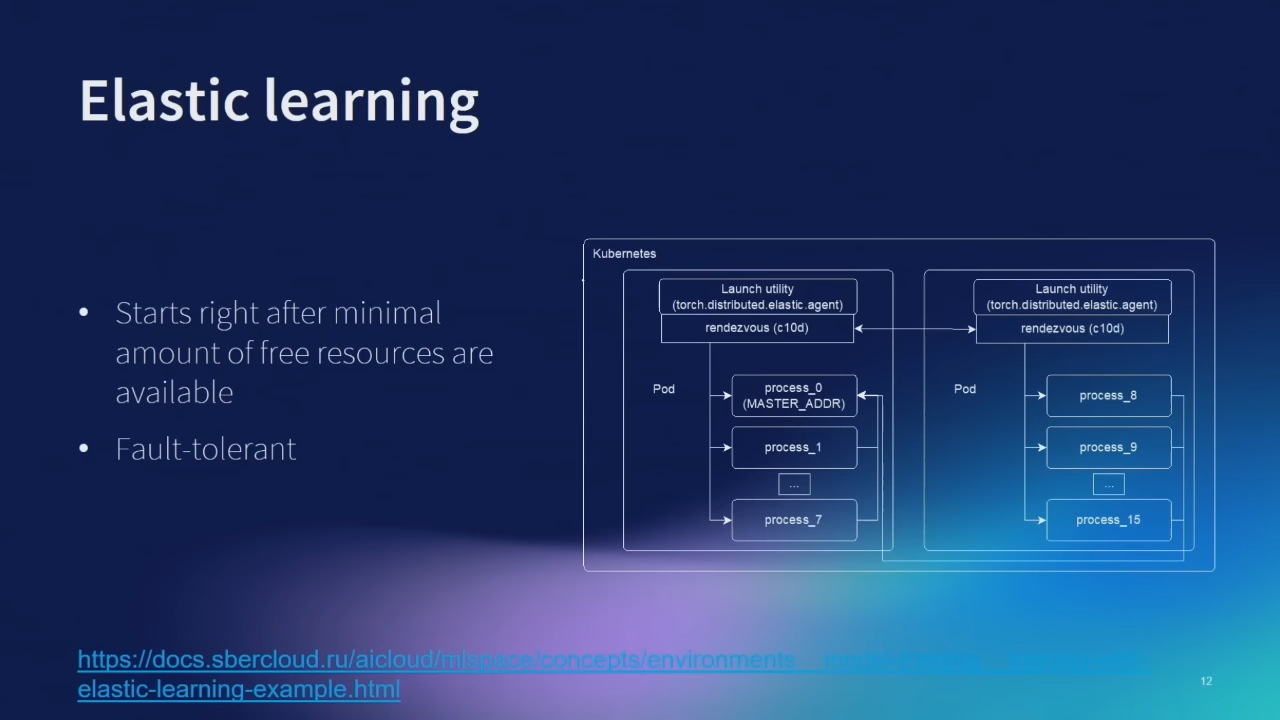 Elastic learning
• Starts right after minimal
amount of free resources are
available
• Fault-tolerant
Kubernetes
Launch utility
(torch.distributed.elastic.agent)
rendezvous (c10d)
Pod
process_0
(MASTER_ADDR)
process_1
...
process_7
Launch utility
(torch.distributed.elastic.agent)
rendezvous (c10d)
Pod
process_8
process_9
...
process_15
https://docs.sbercloud.ru/aicloud/mlspace/concepts/environments
elastic-learning-example.html
12